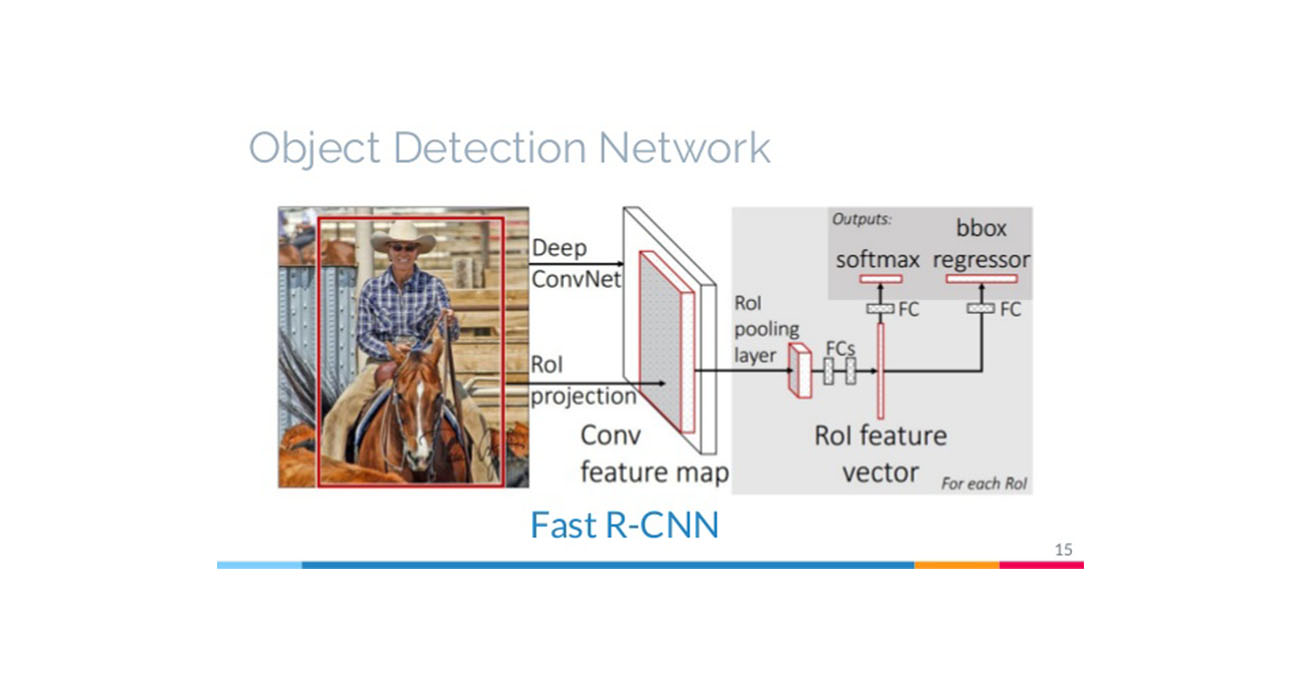 Object Detection Network
Deep
ConvNet
RoI
projection
Conv
feature map
RoI
pooling
layer
FCs
Outputs:
softmax
bbox
regressor
FC
FC
RoI feature
vector
For each RoI
Fast R-CNN
15